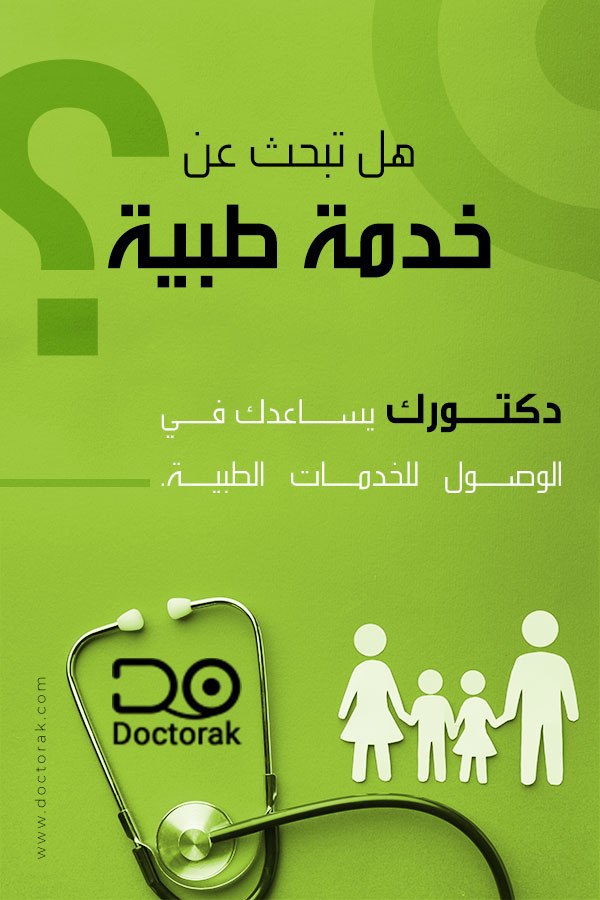 هل تبحث عن
خدمة طبية
؟
دكتورك يساعدك في
الوصول للخدمات الطبية.
Doctorak
www.doctorak.com